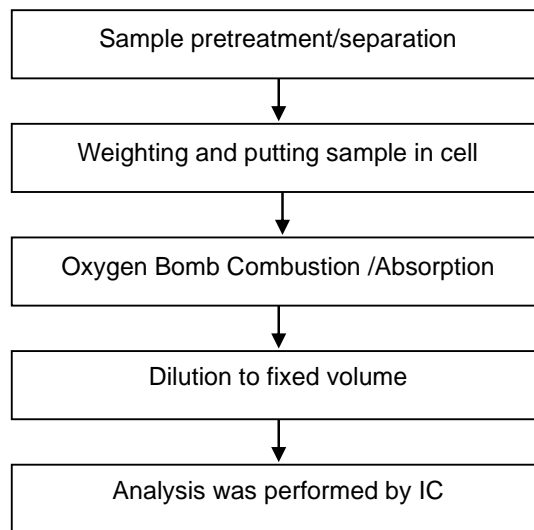 Sample pretreatment/separation
Weighting and putting sample in cell
Oxygen Bomb Combustion /Absorption
Dilution to fixed volume
Analysis was performed by IC